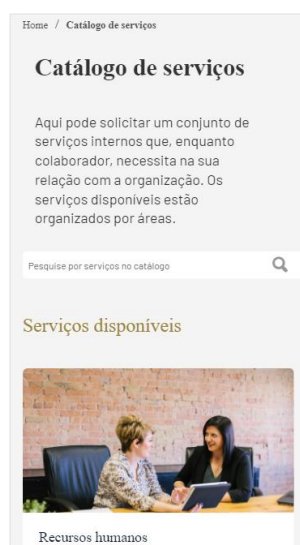 Home / Catálogo de serviços
Catálogo de serviços
Aqui pode solicitar um conjunto de
serviços internos que, enquanto
colaborador, necessita na sua
relação com a organização. Os
serviços disponíveis estão
organizados por áreas.
Pesquise por serviços no catálogo
Serviços disponíveis
Recursos humanos